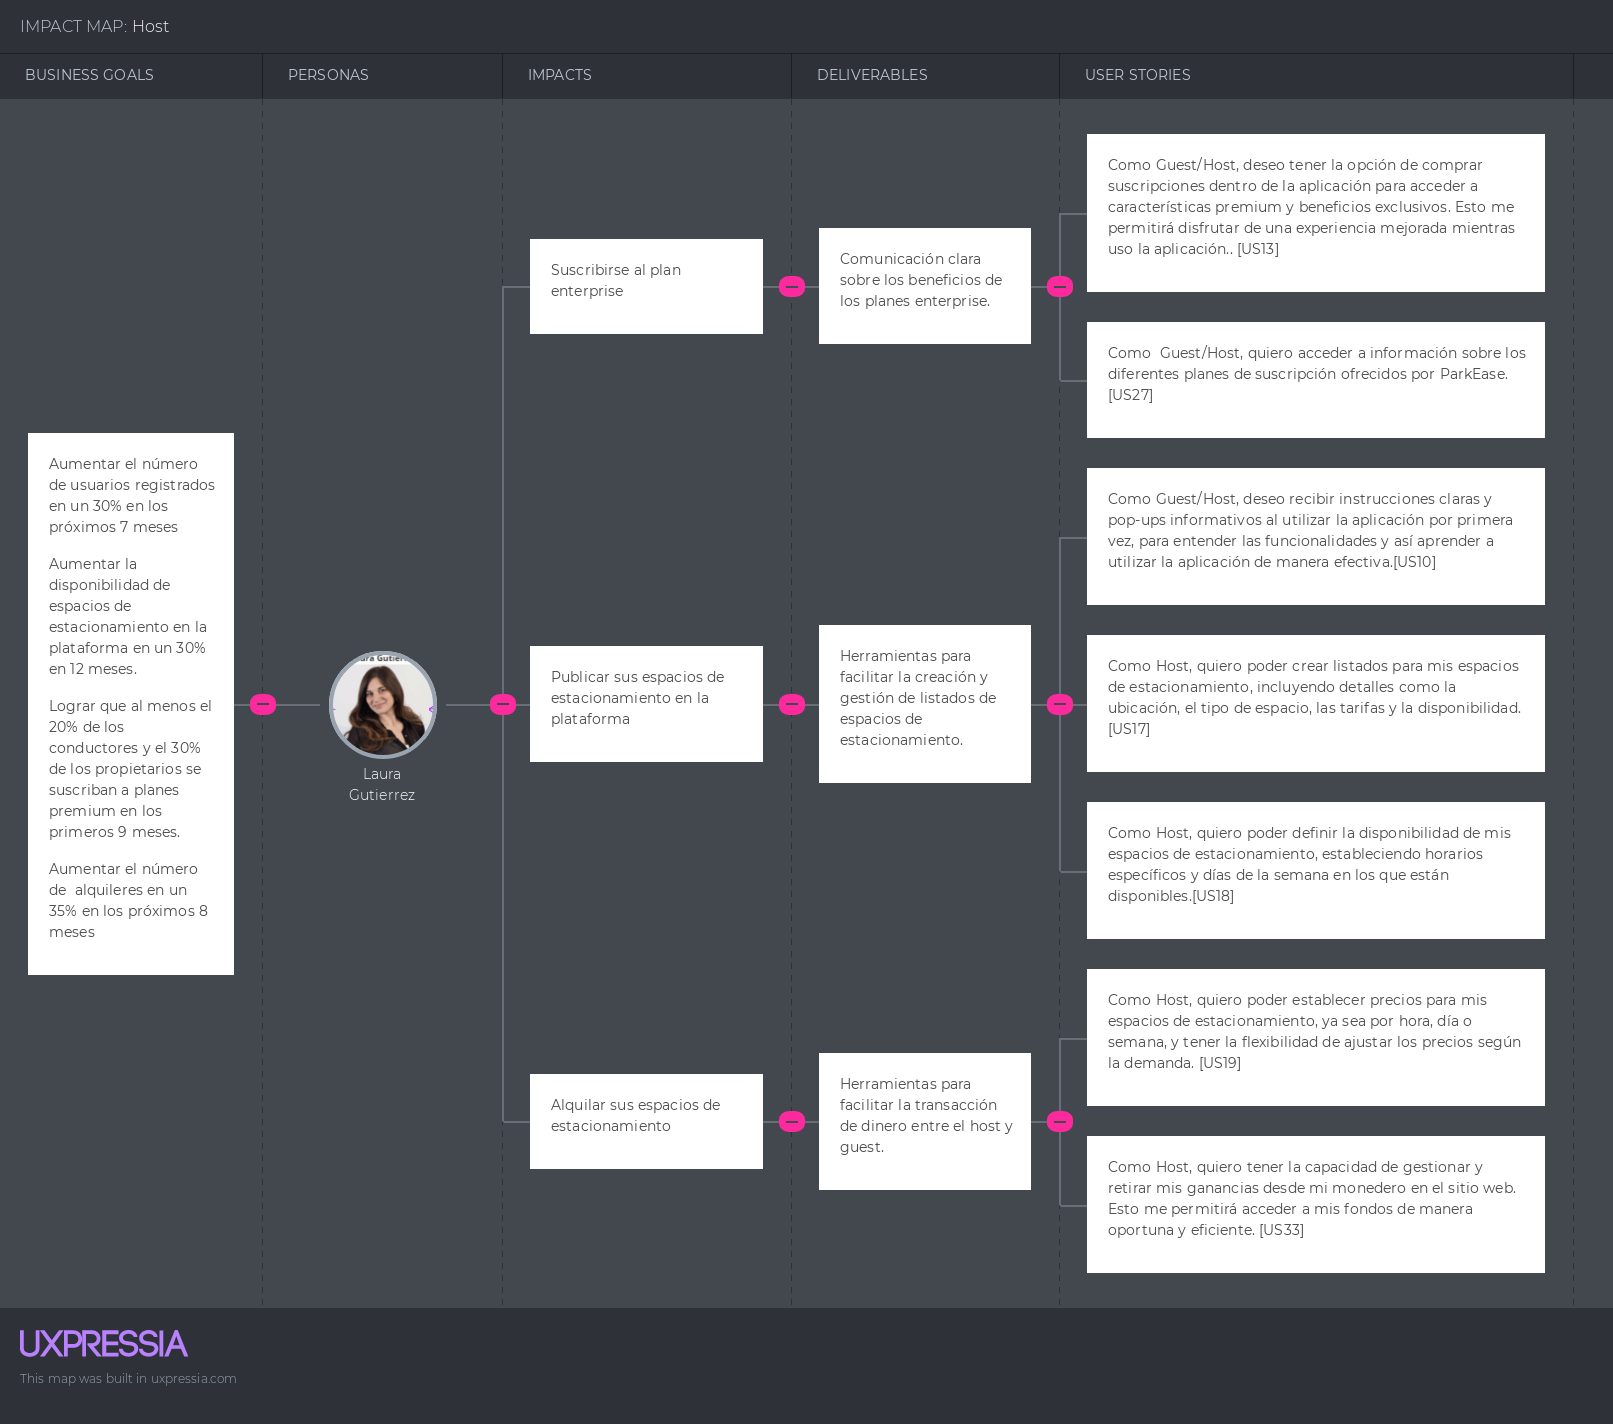 IMPACT MAP: Host
BUSINESS GOALS
PERSONAS
IMPACTS
DELIVERABLES
USER STORIES
Aumentar el número
de usuarios registrados
en un 30% en los
próximos 7 meses
Aumentar la
disponibilidad de
espacios de
estacionamiento en la
plataforma en un 30%
en 12 meses.
Lograr que al menos el
20% de los
conductores y el 30%
de los propietarios se
suscriban a planes
premium en los
primeros 9 meses.
Aumentar el número
de  alquileres en un
35% en los próximos 8
meses
Laura
Gutierrez
Suscribirse al plan
enterprise
Comunicación clara
sobre los beneficios de
los planes enterprise.
Como Guest/Host, deseo tener la opción de comprar
suscripciones dentro de la aplicación para acceder a
características premium y beneficios exclusivos. Esto me
permitirá disfrutar de una experiencia mejorada mientras
uso la aplicación.. [US13]
Como  Guest/Host, quiero acceder a información sobre los
diferentes planes de suscripción ofrecidos por ParkEase.
[US27]
Publicar sus espacios de
estacionamiento en la
plataforma
Herramientas para
facilitar la creación y
gestión de listados de
espacios de
estacionamiento.
Como Guest/Host, deseo recibir instrucciones claras y
pop-ups informativos al utilizar la aplicación por primera
vez, para entender las funcionalidades y así aprender a
utilizar la aplicación de manera efectiva.[US10]
Como Host, quiero poder crear listados para mis espacios
de estacionamiento, incluyendo detalles como la
ubicación, el tipo de espacio, las tarifas y la disponibilidad.
[US17]
Como Host, quiero poder definir la disponibilidad de mis
espacios de estacionamiento, estableciendo horarios
específicos y días de la semana en los que están
disponibles.[US18]
Alquilar sus espacios de
estacionamiento
Herramientas para
facilitar la transacción
de dinero entre el host y
guest.
Como Host, quiero poder establecer precios para mis
espacios de estacionamiento, ya sea por hora, día o
semana, y tener la flexibilidad de ajustar los precios según
la demanda. [US19]
Como Host, quiero tener la capacidad de gestionar y
retirar mis ganancias desde mi monedero en el sitio web.
Esto me permitirá acceder a mis fondos de manera
oportuna y eficiente. [US33]
UXPRESSIA
This map was built in uxpressia.com